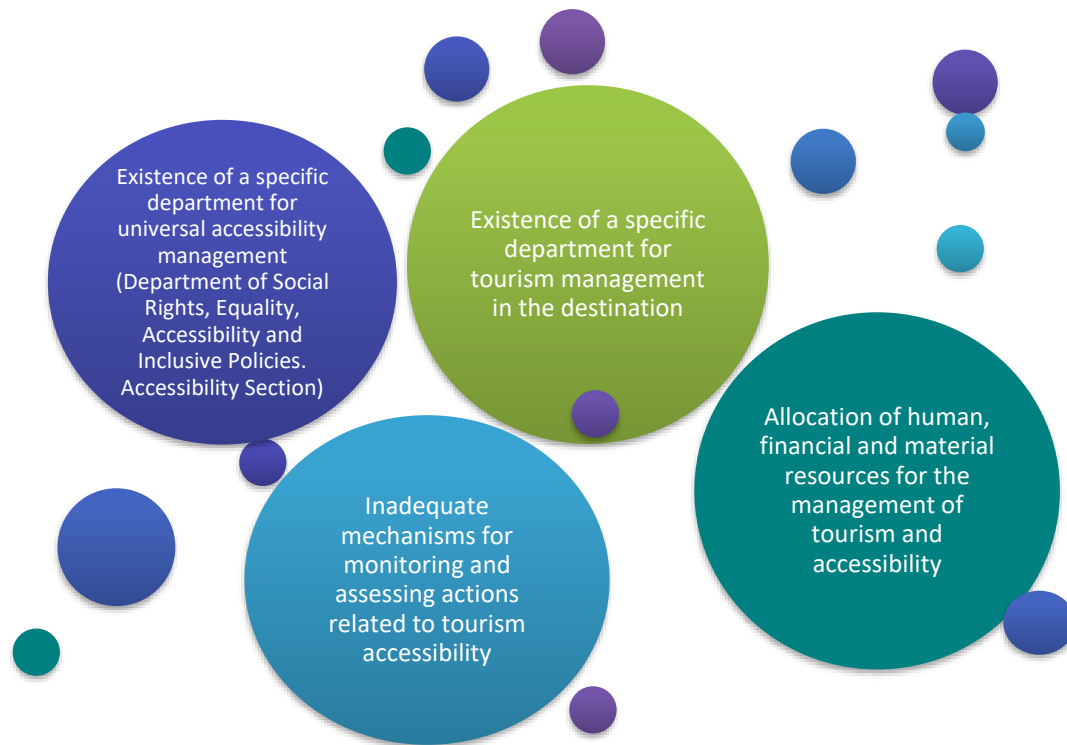 Existence of a specific
department for
universal accessibility
management
(Department of Social
Rights, Equality,
Accessibility and
Inclusive Policies.
Accessibility Section)
Existence of a specific
department for
tourism management
in the destination
Inadequate
mechanisms for
monitoring and
assessing actions
related to tourism
accessibility
Allocation of human,
financial and material
resources for the
management of
tourism and
accessibility